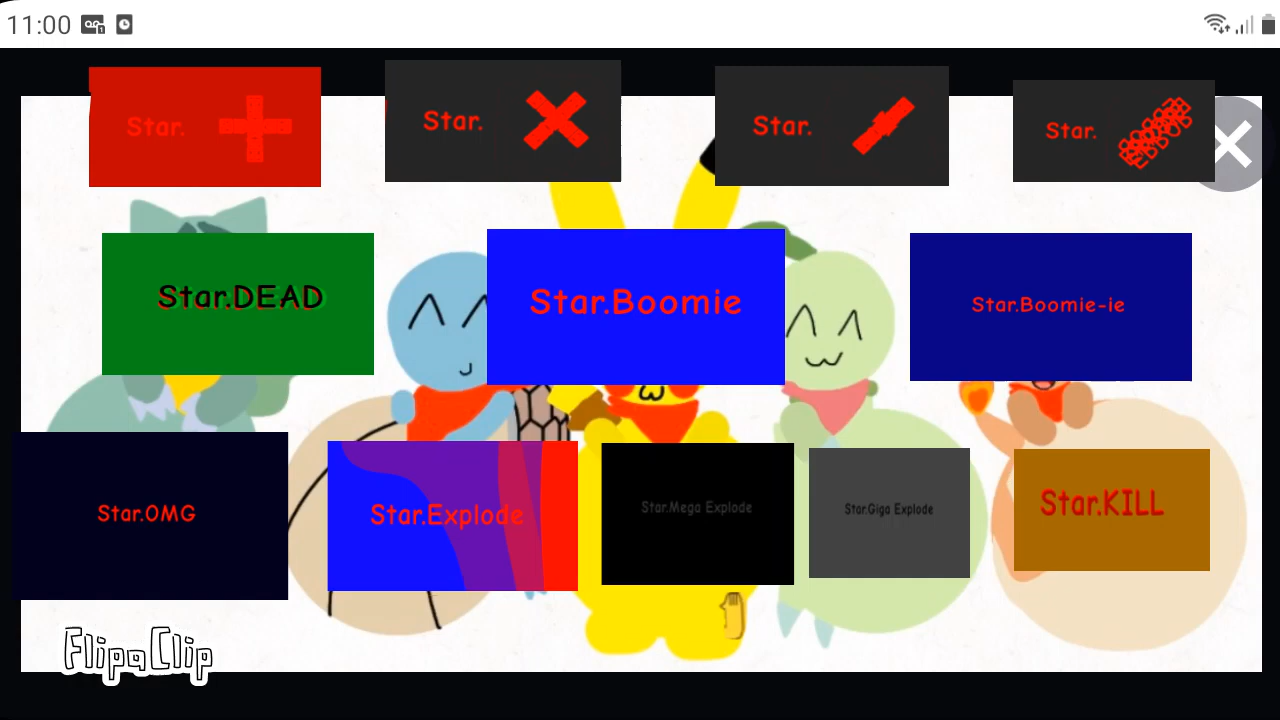 11:00
Star.
Star.
Star.
Star.
Star.DEAD
Star.Boomie
Star.Boomie-ie
Star.OMG
Star.Explode
Star.Mega Explode
Star.Giga Explode
Star.KILL
FlipaClip